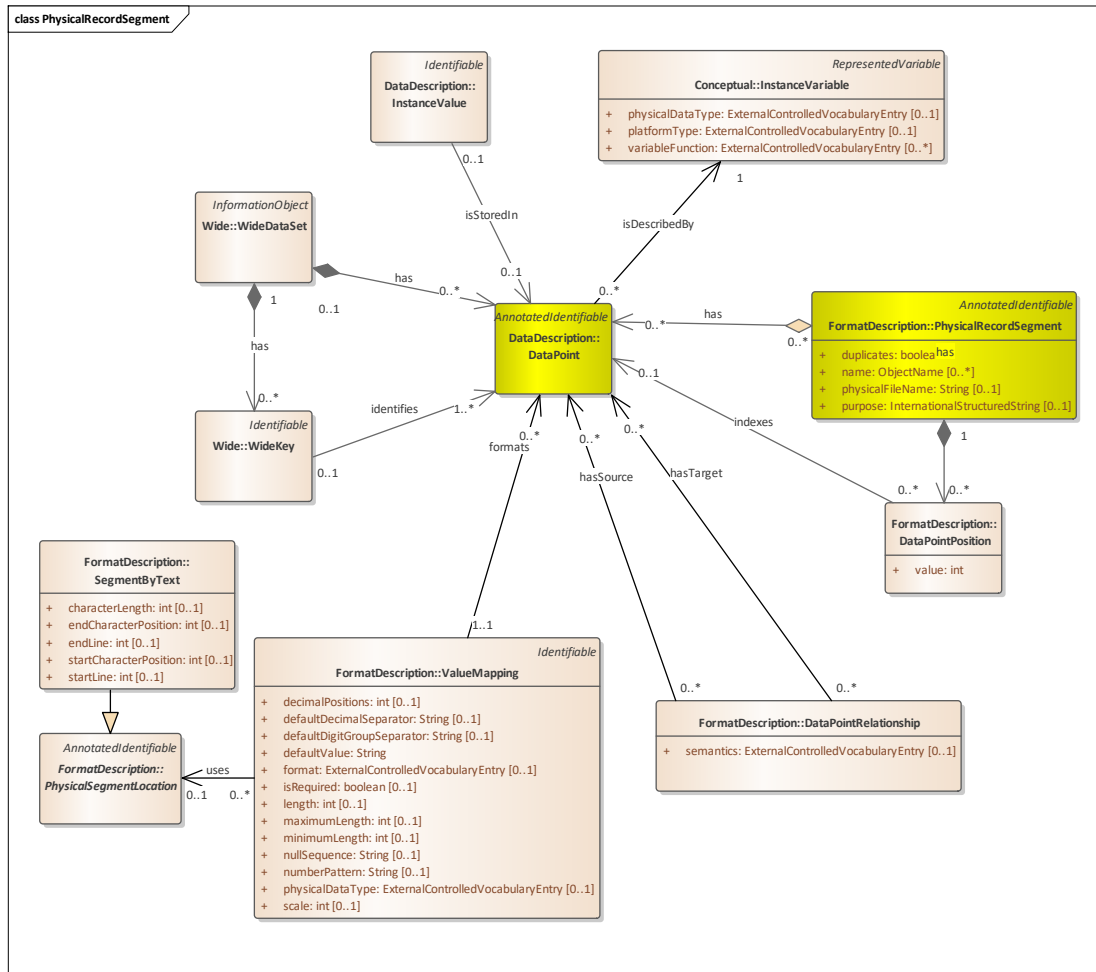 class PhysicalRecordSegment
Identifiable
DataDescription::
InstanceValue
RepresentedVariable
Conceptual::InstanceVariable
+ physicalDataType: ExternalControlledVocabularyEntry [0..1]
+ platformType: ExternalControlledVocabularyEntry [0..1]
+ variableFunction: ExternalControlledVocabularyEntry [0..*]
0..1
1
isStoredIn
isDescribedBy
InformationObject
Wide::WideDataSet
has
0..1
0..*
0..1
0..*
1
has
0..*
AnnotatedIdentifiable
DataDescription::
DataPoint
has
0..*
0..*
AnnotatedIdentifiable
FormatDescription::PhysicalRecordSegment
+ duplicates: boolea
has
+ name: ObjectName [0..*]
+ physicalFileName: String [0..1]
+ purpose: InternationalStructuredString [0..1]
0..1
Identifiable
Wide::WideKey
identifies
1..*
0..1
indexes
1
0..*
0..*
0..*
formats
0..*
hasSource
0..*
hasTarget
FormatDescription::
DataPointPosition
+ value: int
FormatDescription::
SegmentByText
+ characterLength: int [0..1]
+ endCharacterPosition: int [0..1]
+ endLine: int [0..1]
+ startCharacterPosition: int [0..1]
+ startLine: int [0..1]
1..1
Identifiable
FormatDescription::ValueMapping
+ decimalPositions: int [0..1]
+ defaultDecimalSeparator: String [0..1]
+ defaultDigitGroupSeparator: String [0..1]
+ defaultValue: String
+ format: ExternalControlledVocabularyEntry [0..1]
+ isRequired: boolean [0..1]
+ length: int [0..1]
+ maximumLength: int [0..1]
+ minimumLength: int [0..1]
+ nullSequence: String [0..1]
+ numberPattern: String [0..1]
+ physicalDataType: ExternalControlledVocabularyEntry [0..1]
+ scale: int [0..1]
0..*
0..*
FormatDescription::DataPointRelationship
+ semantics: ExternalControlledVocabularyEntry [0..1]
AnnotatedIdentifiable
FormatDescription::
PhysicalSegmentLocation
uses
0..1
0..*